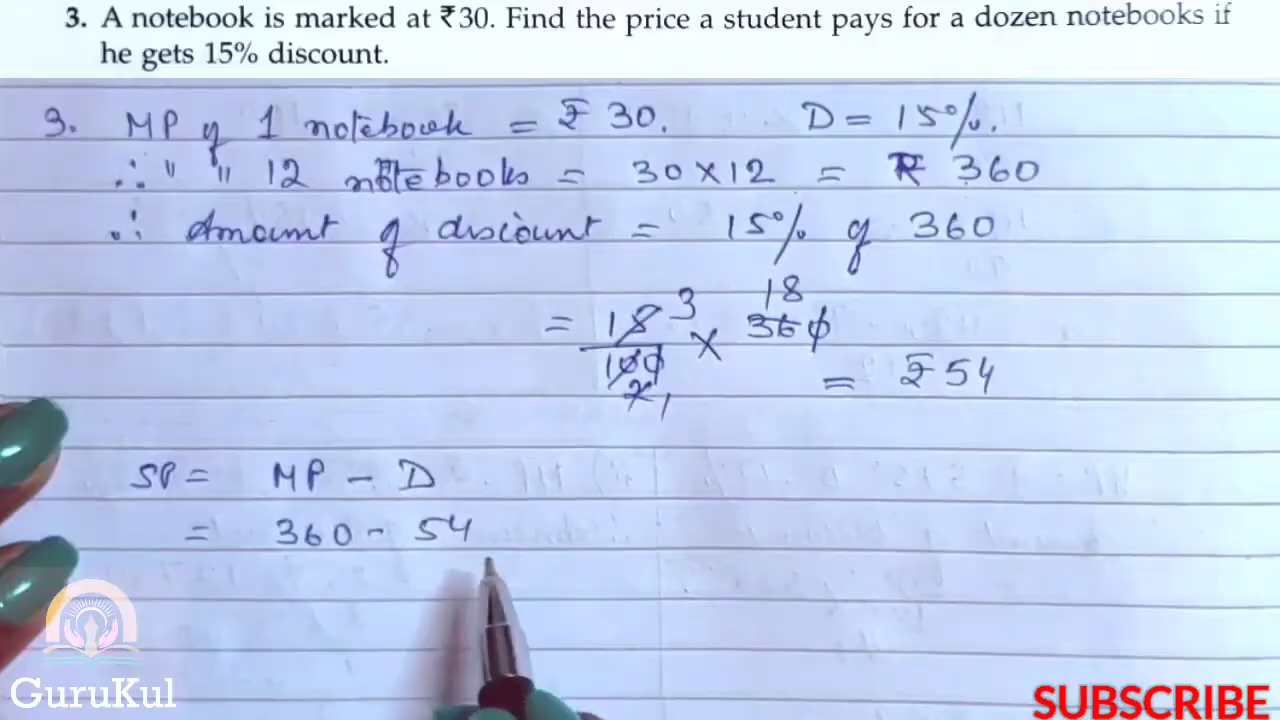 3. A notebook is marked at ₹30. Find the price a student pays for a dozen notebooks if
he gets 15% discount.
3. MP of 1 notebook = ₹ 30. D = 15%.
∴ " " 12 notebooks = 30 × 12 = ₹ 360
∴ Amount of discount = 15% of 360
= 15/100 × 360
3 18
1
= ₹ 54
SP = MP - D
= 360 - 54
GuruKul
SUBSCRIBE